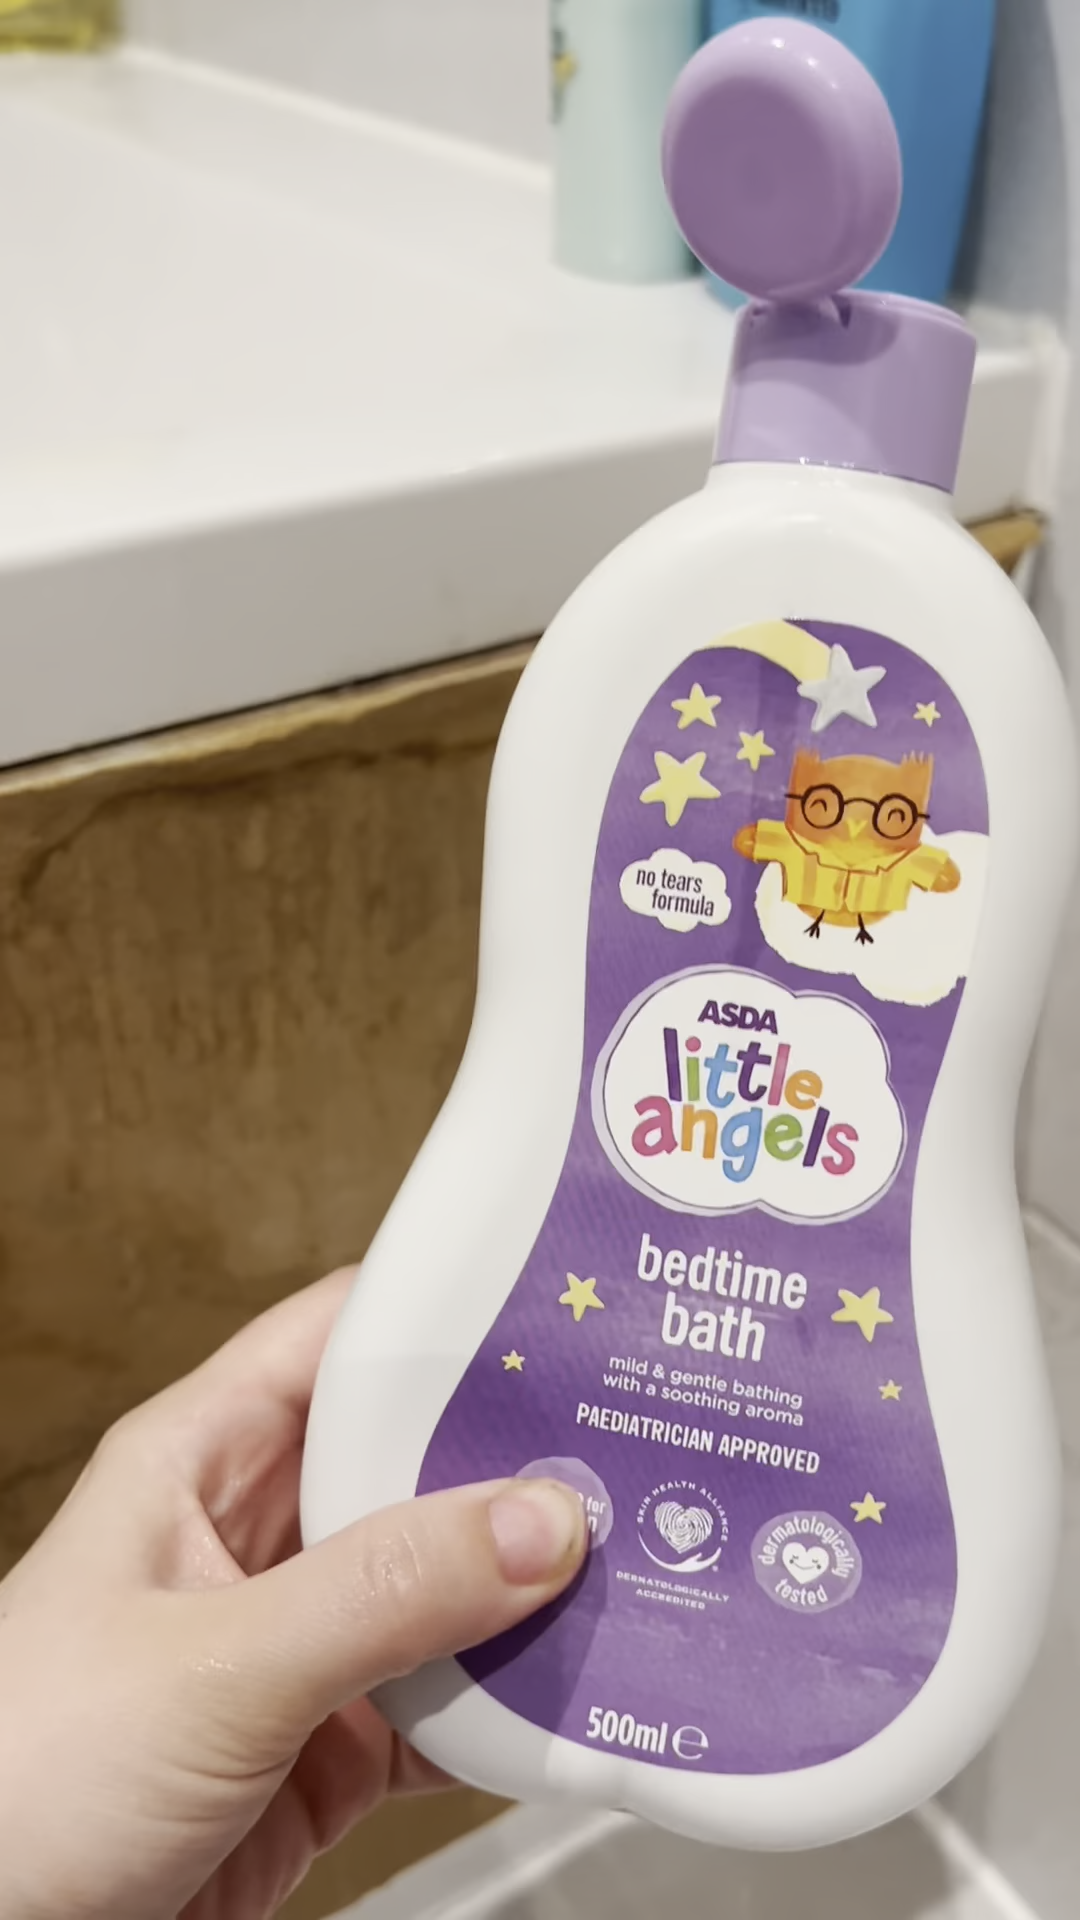 no tears
formula
ASDA
little
angels
bedtime
bath
mild & gentle bathing
with a soothing aroma
PAEDIATRICIAN APPROVED
for
SKIN HEALTH ALLIANCE
DERMATOLOGICALLY
ACCREDITED
dermatologically
tested
500ml e